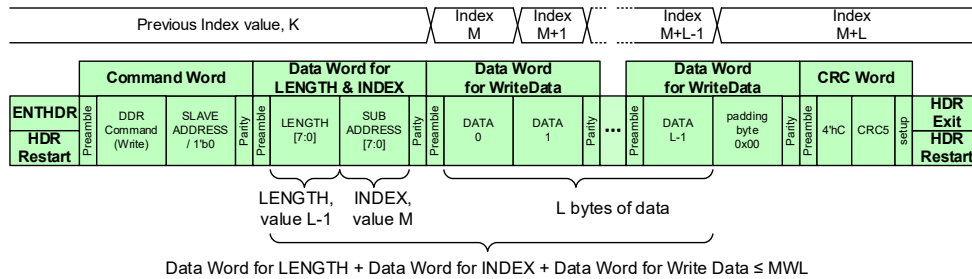 Previous Index value, K
Index
M
Index
M+1
Index
M+L-1
Index
M+L
Command Word
Data Word for
LENGTH & INDEX
Data Word
for WriteData
Data Word
for WriteData
CRC Word
ENTHDR
HDR
Restart
Preamble
DDR
Command
(Write)
SLAVE
ADDRESS
/ 1'b0
Parity
Preamble
LENGTH
[7:0]
SUB
ADDRESS
[7:0]
Parity
Preamble
DATA
0
DATA
1
Parity
...
Preamble
DATA
L-1
padding
byte
0x00
Parity
Preamble
4'hC
CRC5
setup
HDR
Exit
HDR
Restart
LENGTH,
value L-1
INDEX,
value M
L bytes of data
Data Word for LENGTH + Data Word for INDEX + Data Word for Write Data ≤ MWL